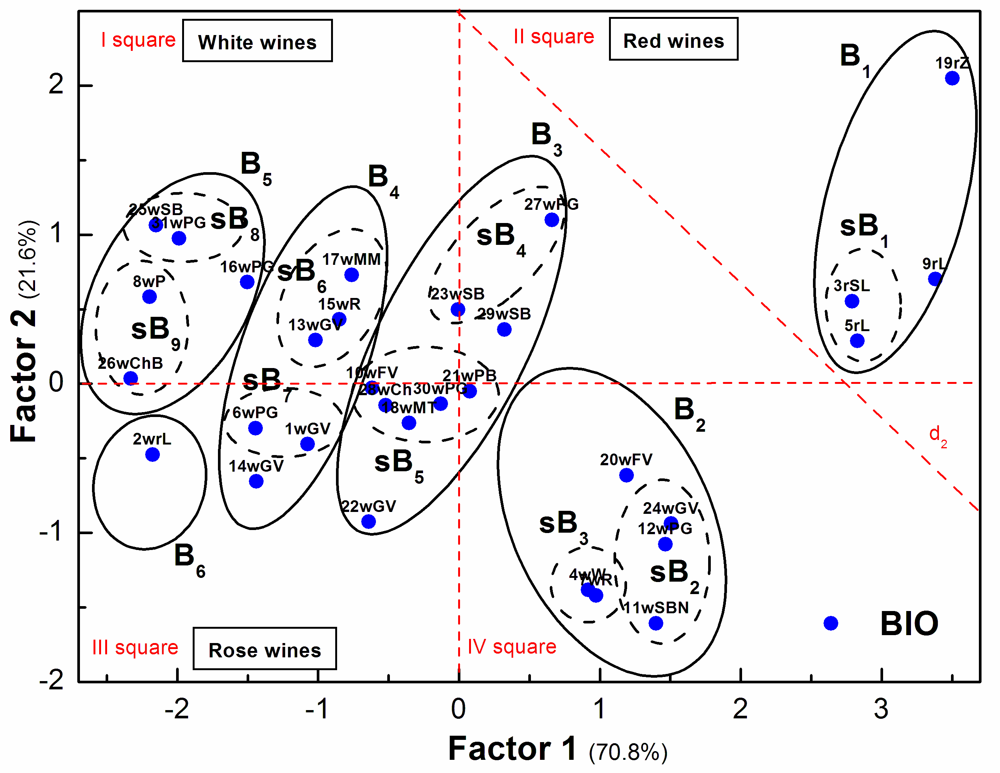 I square
White wines
II square
Red wines
B1
19rZ
2
B3
B5
B4
25wSB
31wPG
sB8
27wPG
sB4
sB1
1
16wPG
17wMM
sB6
9rL
8wP
3rSL
23wSB
15wR
29wSB
13wGV
5rL
sB9
26wChB
10wFV
21wPB
sB7
0
28wCh
30wPG
18wMT
6wPG
1wGV
B2
2wrL
d2
14wGV
sB5
20wFV
22wGV
24wGV
-1
sB3
12wPG
B6
4wW
7wR
sB2
11wSBN
BIO
III square
Rose wines
IV square
-2
Factor 2 (21.6%)
-2
-1
0
1
2
3
Factor 1 (70.8%)